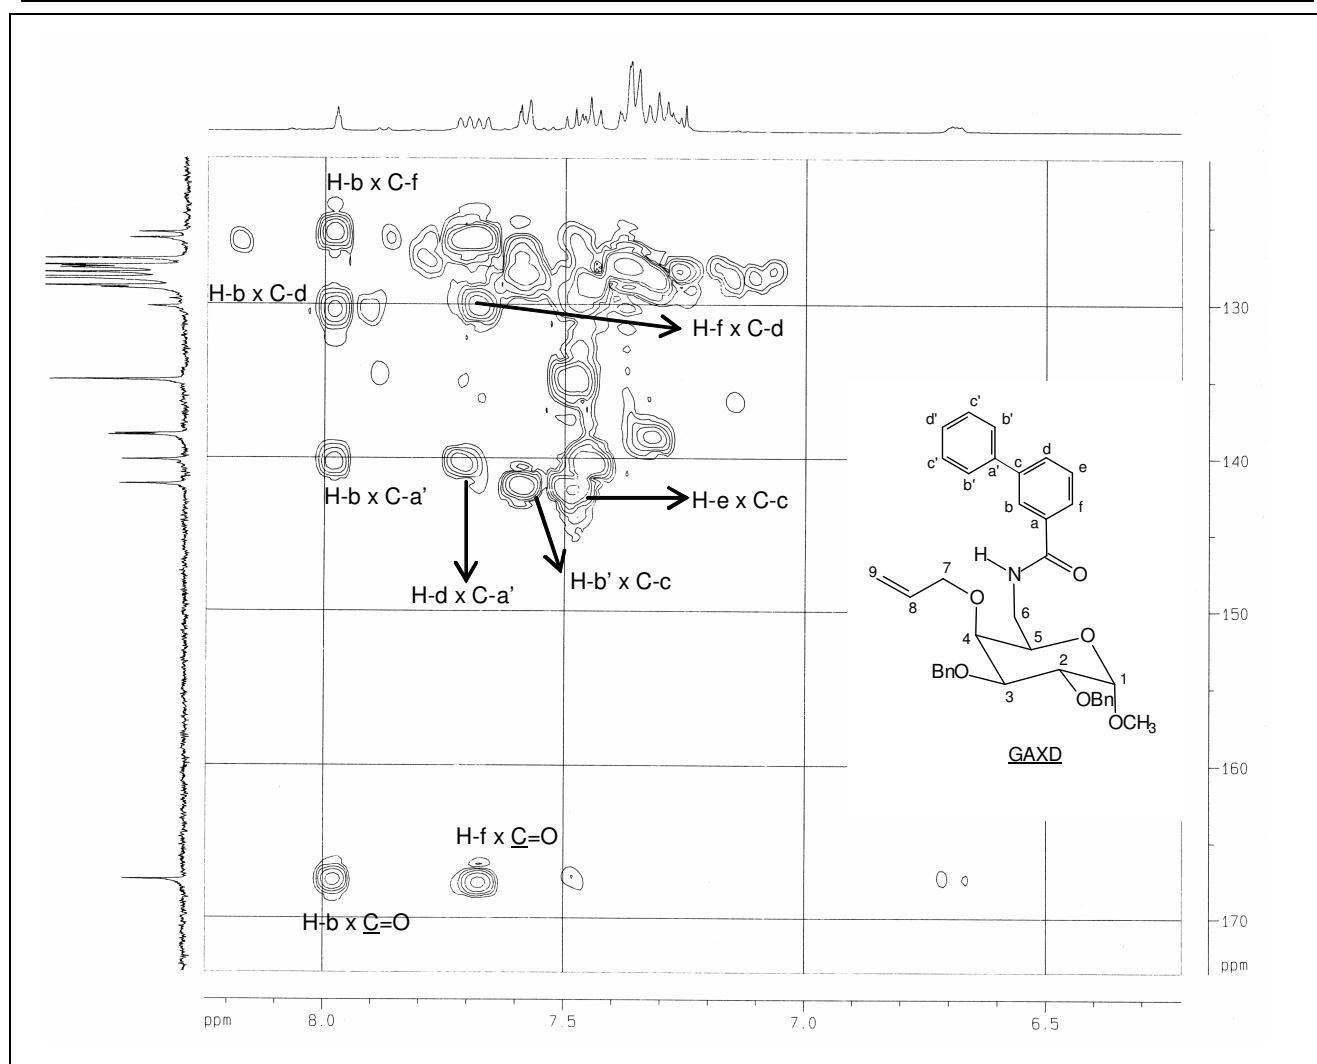 H-b x C-f
H-b x C-d
130
H-f x C-d
c'
d'
b'
c
d
c'
a'
e
b'
b
f
a
140
H-b x C-a'
H-e x C-c
H-d x C-a'
H-b' x C-c
H
N
O
9
7
8
O
6
150
4
5
O
BnO
2
1
3
OBn
OCH3
GAXD
160
H-f x C=O
H-b x C=O
170
ppm
ppm
8.0
7.5
7.0
6.5